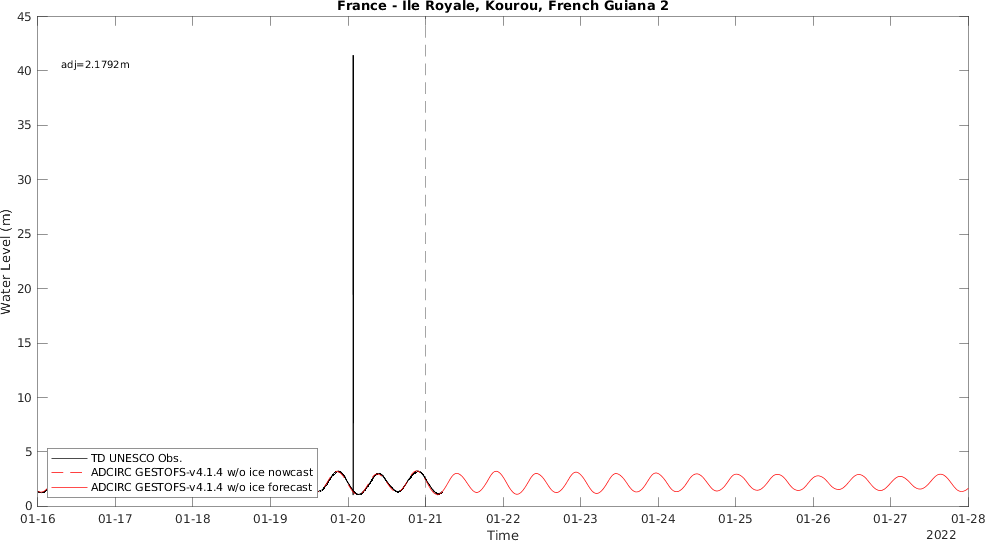 France - Ile Royale, Kourou, French Guiana 2
45
adj=2.1792m
40
35
30
25
20
15
10
5
0
Water Level (m)
TD UNESCO Obs.
ADCIRC GESTOFS-v4.1.4 w/o ice nowcast
ADCIRC GESTOFS-v4.1.4 w/o ice forecast
01-16 01-17 01-18 01-19 01-20 01-21 01-22 01-23 01-24 01-25 01-26 01-27 01-28
Time
2022